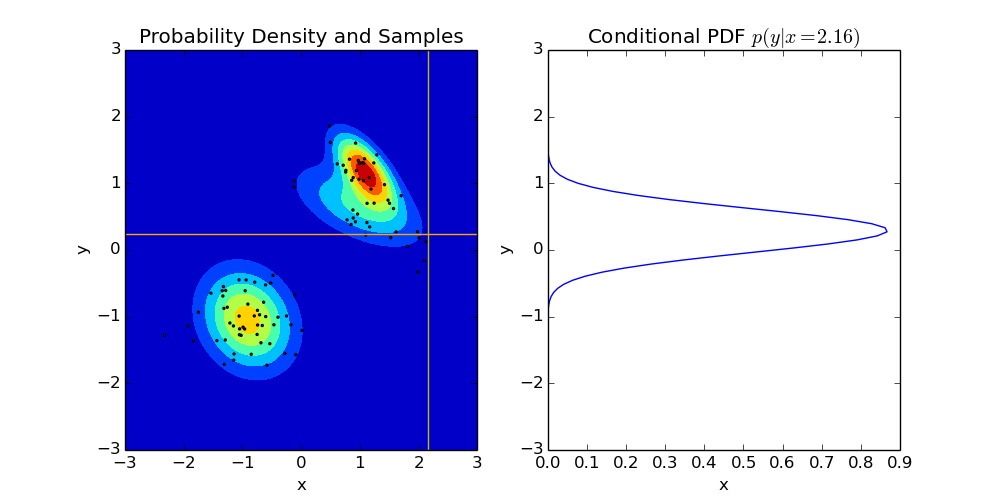 Probability Density and Samples
3
2
1
0
−1
−2
−3
y
−3 −2 −1 0 1 2 3
x
Conditional PDF p(y|x=2.16)
3
2
1
0
−1
−2
−3
y
0.0 0.1 0.2 0.3 0.4 0.5 0.6 0.7 0.8 0.9
x